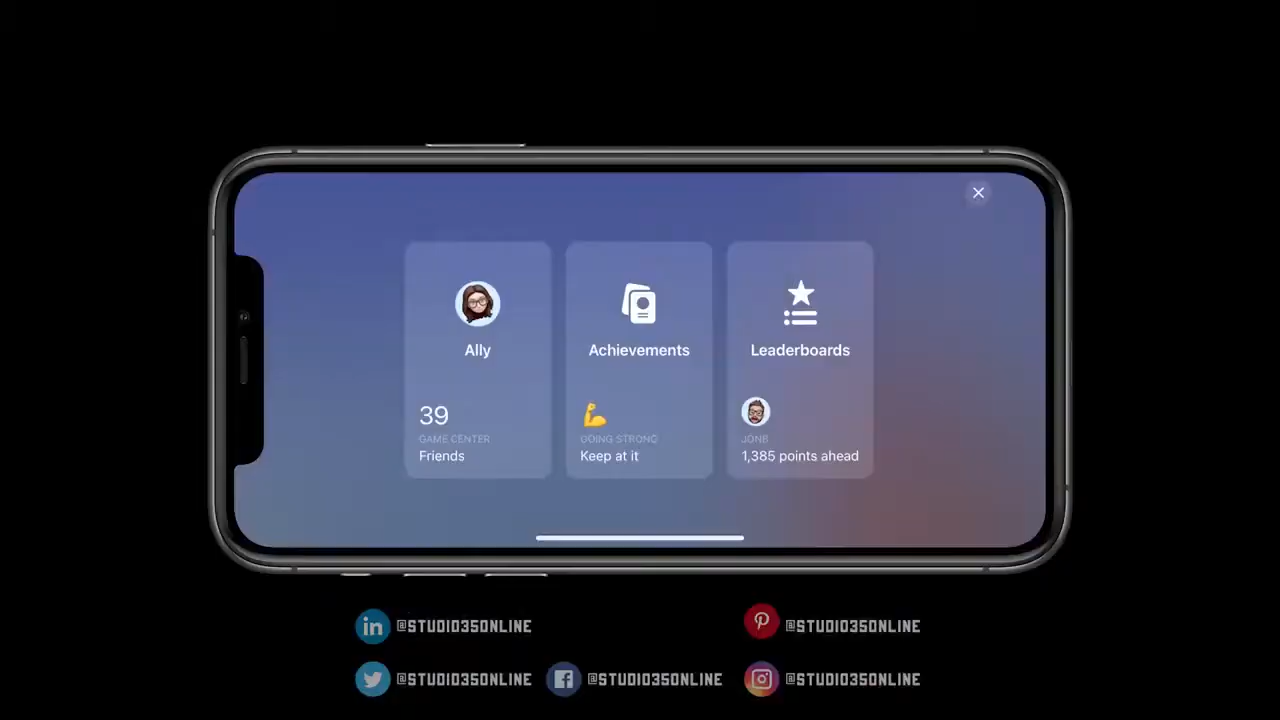 Ally
39
GAME CENTER
Friends
Achievements
GOING STRONG
Keep at it
Leaderboards
JONB
1,385 points ahead
@STUDIO35ONLINE
@STUDIO35ONLINE
@STUDIO35ONLINE
@STUDIO35ONLINE
@STUDIO35ONLINE